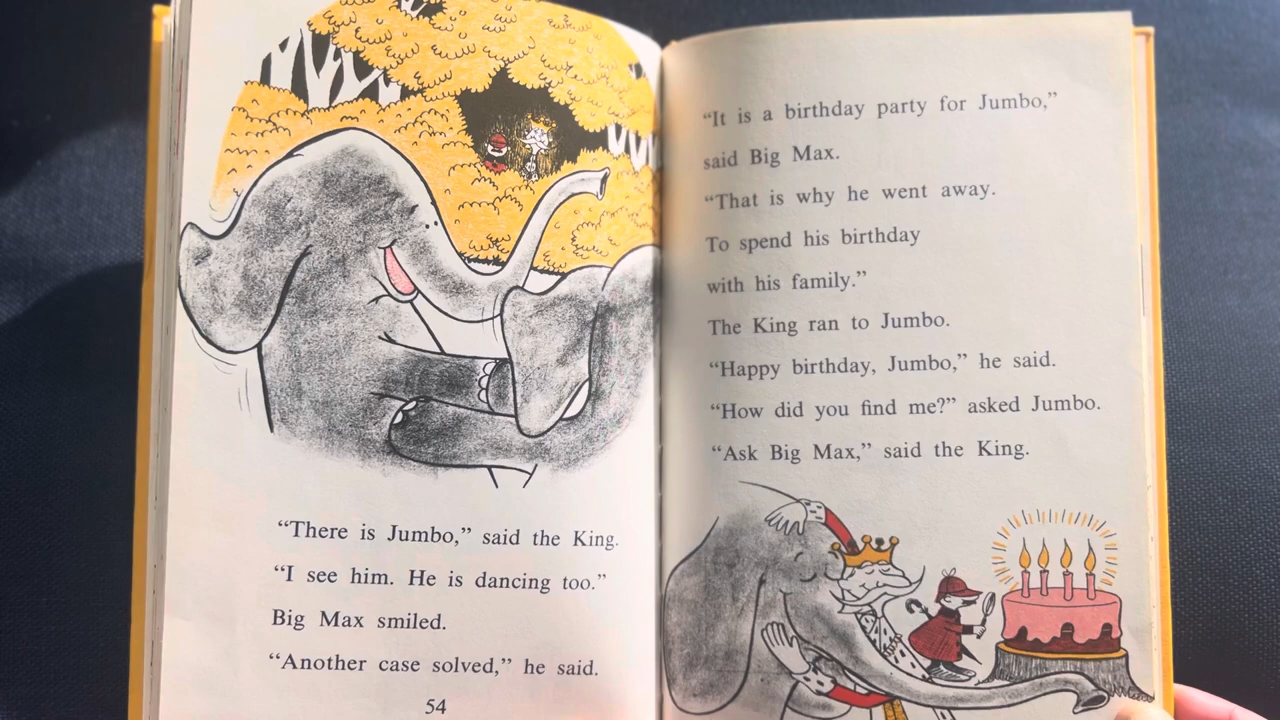 “There is Jumbo,” said the King.
“I see him. He is dancing too.”
Big Max smiled.
“Another case solved,” he said.
54
“It is a birthday party for Jumbo,”
said Big Max.
“That is why he went away.
To spend his birthday
with his family.”
The King ran to Jumbo.
“Happy birthday, Jumbo,” he said.
“How did you find me?” asked Jumbo.
“Ask Big Max,” said the King.